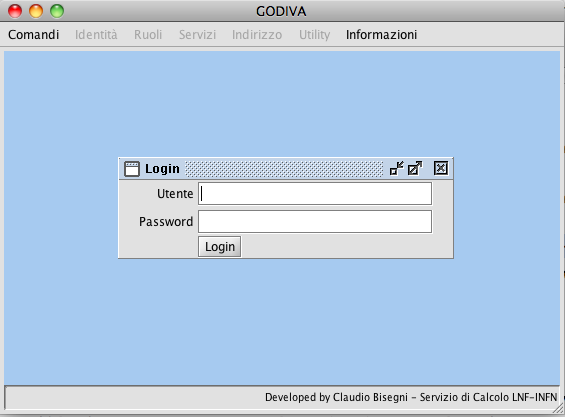 GODIVA
Comandi Identità Ruoli Servizi Indirizzo Utility Informazioni
Login
Utente
Password
Login
Developed by Claudio Bisegni - Servizio di Calcolo LNF-INFN